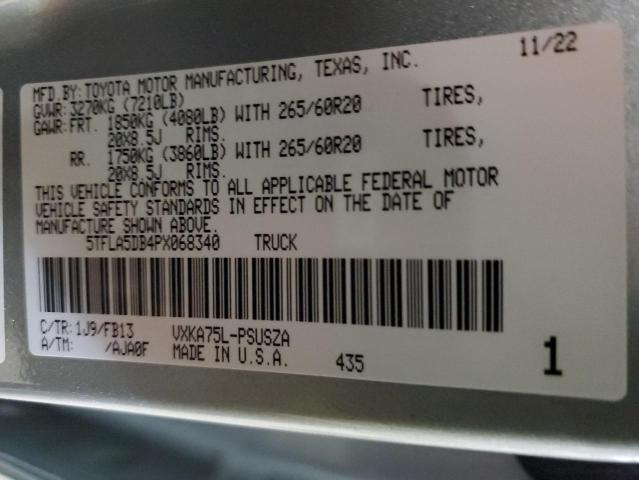 MFD.BY:TOYOTA MOTOR MANUFACTURING, TEXAS, INC. 11/22
GVWR:3270KG (7210LB)
GAWR:FRT. 1850KG (4080LB) WITH 265/60R20 TIRES,
20X8.5J RIMS.
RR. 1750KG (3860LB) WITH 265/60R20 TIRES,
20X8.5J RIMS.
THIS VEHICLE CONFORMS TO ALL APPLICABLE FEDERAL MOTOR
VEHICLE SAFETY STANDARDS IN EFFECT ON THE DATE OF
MANUFACTURE SHOWN ABOVE.
5TFLA5DB4PX068340 TRUCK
C/TR:1J9/FB13 VXKA75L-PSUSZA
A/TM: /AJA0F MADE IN U.S.A. 435 1